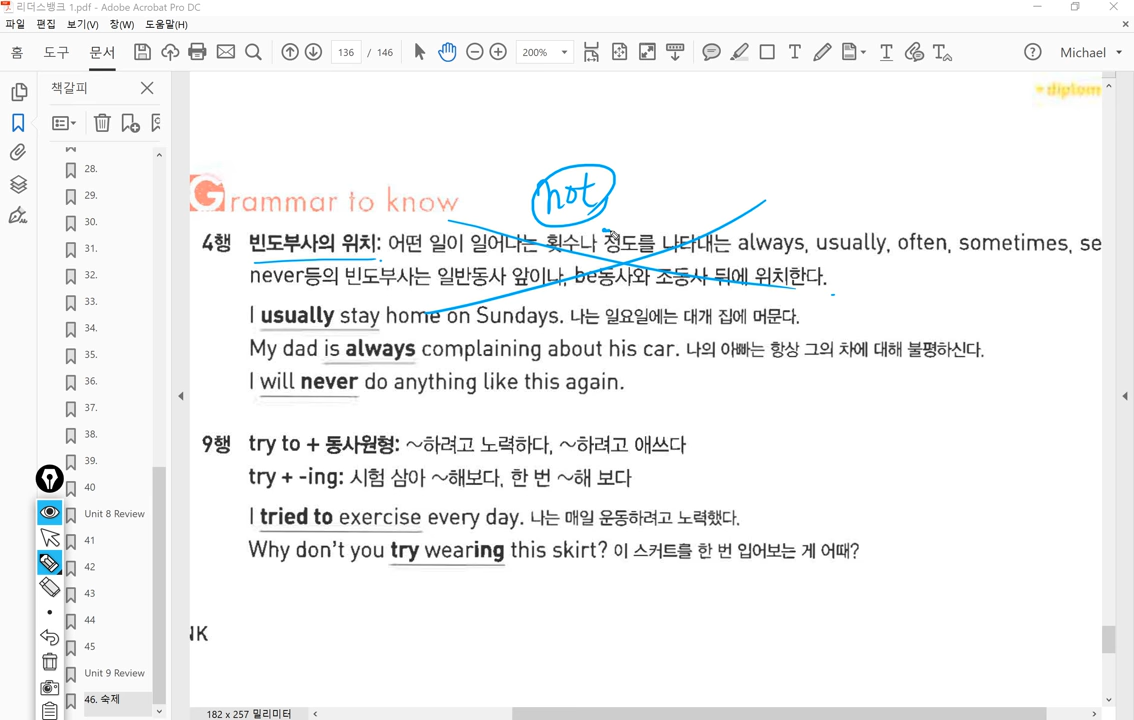 리더스뱅크 1.pdf - Adobe Acrobat Pro DC
파일 편집 보기(V) 창(W) 도움말(H)
홈 도구 문서 136 / 146 200% Michael
책갈피
28.
29.
30.
31.
32.
33.
34.
35.
36.
37.
38.
39.
40
Unit 8 Review
41
42
43
44
45
Unit 9 Review
46. 숙제
diplom
not
Grammar to know
4행 빈도부사의 위치: 어떤 일이 일어나는 횟수나 정도를 나타내는 always, usually, often, sometimes, se
never등의 빈도부사는 일반동사 앞이나, be동사와 조동사 뒤에 위치한다.
I usually stay home on Sundays. 나는 일요일에는 대개 집에 머문다.
My dad is always complaining about his car. 나의 아빠는 항상 그의 차에 대해 불평하신다.
I will never do anything like this again.
9행 try to + 동사원형: ~하려고 노력하다, ~하려고 애쓰다
try + -ing: 시험 삼아 ~해보다, 한 번 ~해 보다
I tried to exercise every day. 나는 매일 운동하려고 노력했다.
Why don't you try wearing this skirt? 이 스커트를 한 번 입어보는 게 어때?
NK
182 x 257 밀리미터